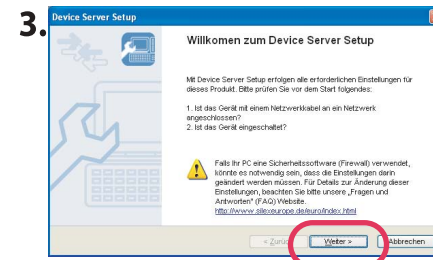 3.
Device Server Setup
Willkomen zum Device Server Setup
Mit Device Server Setup erfolgen alle erforderlichen Einstellungen für
dieses Produkt. Bitte prüfen Sie vor dem Start folgendes:
1. Ist das Gerät mit einem Netzwerkkabel an ein Netzwerk
angeschlossen?
2. Ist das Gerät eingeschaltet?
Falls Ihr PC eine Sicherheitssoftware (Firewall) verwendet,
könnte es notwendig sein, dass die Einstellungen darin
geändert werden müssen. Für Details zur Änderung dieser
Einstellungen, beachten Sie bitte unsere „Fragen und
Antworten" (FAQ) Website.
http://www.silexeurope.de/euro/index.html
< Zurück Weiter > Abbrechen